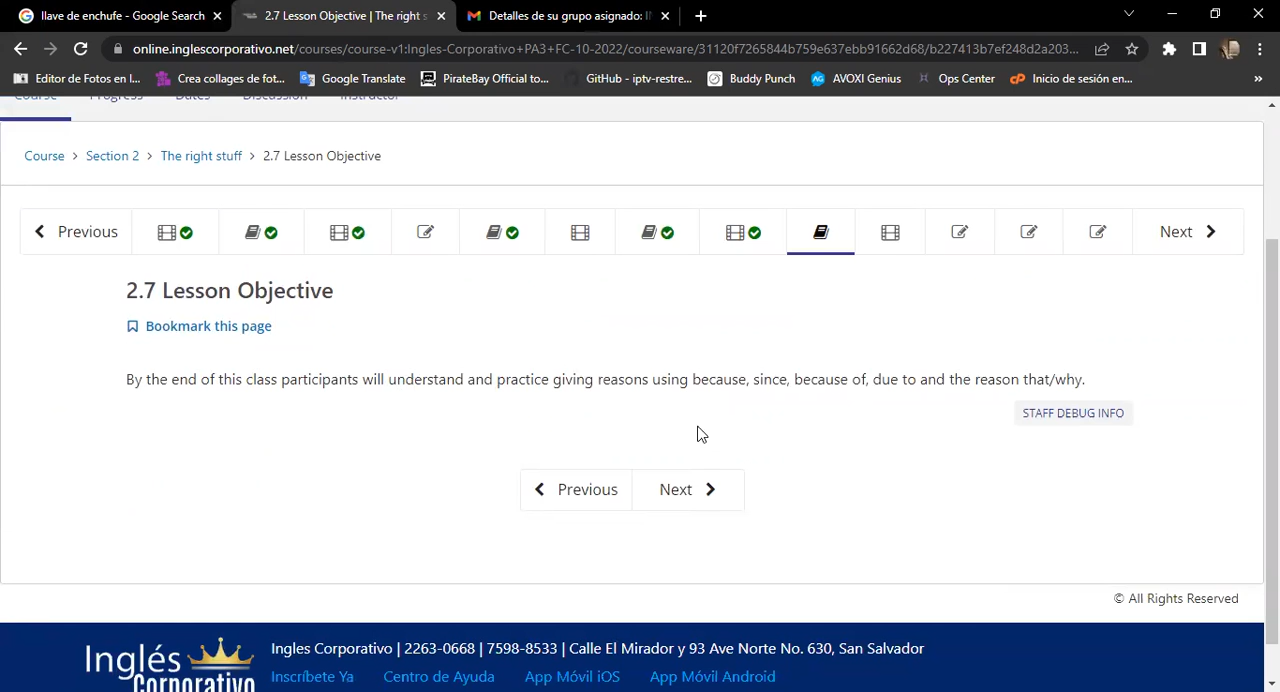 llave de enchufe - Google Search
2.7 Lesson Objective | The right s
Detalles de su grupo asignado: I
online.inglescorporativo.net/courses/course-v1:Ingles-Corporativo+PA3+FC-10-2022/courseware/31120f7265844b759e637ebb91662d68/b227413b7ef248d2a203...
Editor de Fotos en l...
Crea collages de fot...
Google Translate
PirateBay Official to...
GitHub - iptv-restre...
Buddy Punch
AVOXI Genius
Ops Center
Inicio de sesión en...
»
Course
Progress
Dates
Discussion
Instructor
Course > Section 2 > The right stuff > 2.7 Lesson Objective
Previous
Next
2.7 Lesson Objective
Bookmark this page
By the end of this class participants will understand and practice giving reasons using because, since, because of, due to and the reason that/why.
STAFF DEBUG INFO
Previous
Next
© All Rights Reserved
Inglés
Corporativo
Ingles Corporativo | 2263-0668 | 7598-8533 | Calle El Mirador y 93 Ave Norte No. 630, San Salvador
Inscríbete Ya
Centro de Ayuda
App Móvil iOS
App Móvil Android